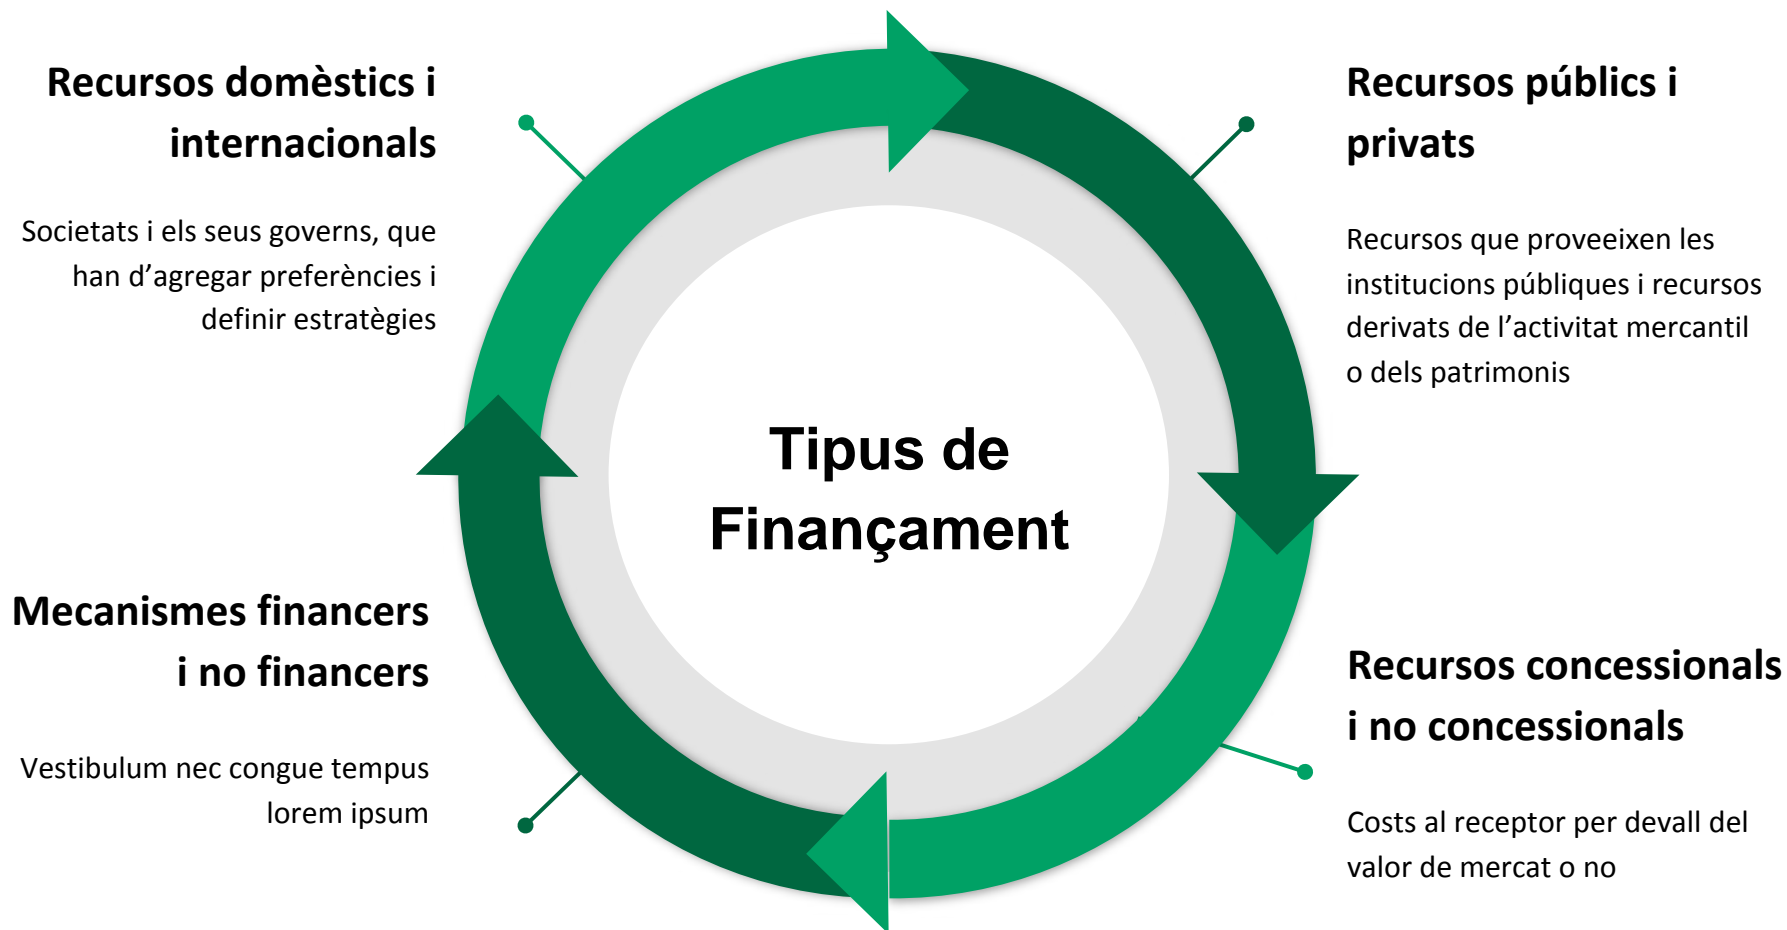 Recursos domèstics i
internacionals
Societats i els seus governs, que
han d’agregar preferències i
definir estratègies
Recursos públics i
privats
Recursos que proveeixen les
institucions públiques i recursos
derivats de l’activitat mercantil
o dels patrimonis
Tipus de
Finançament
Mecanismes financers
i no financers
Vestibulum nec congue tempus
lorem ipsum
Recursos concessionals
i no concessionals
Costs al receptor per devall del
valor de mercat o no